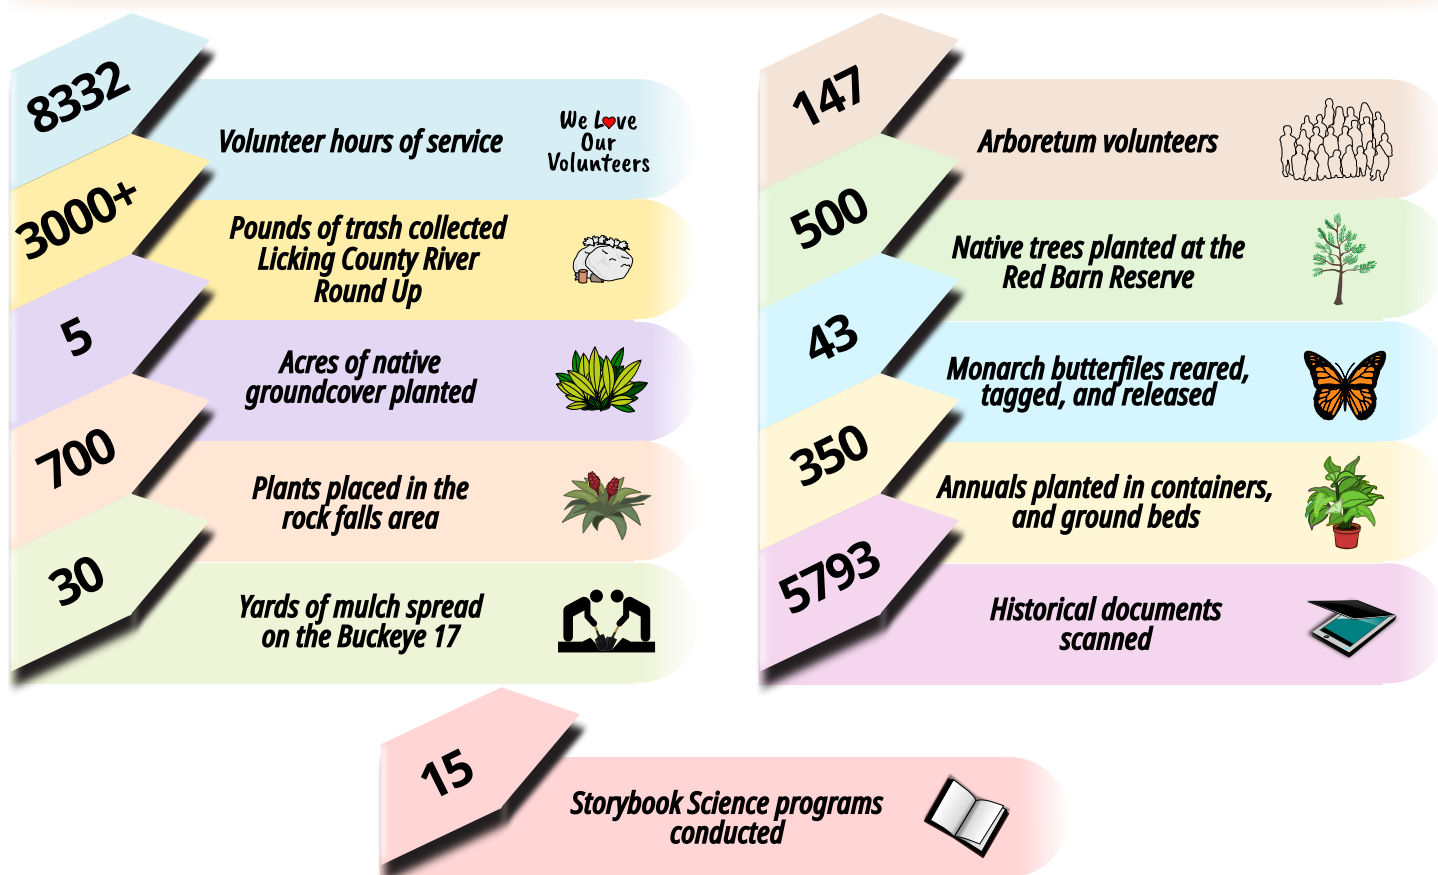 8332
Volunteer hours of service
We Love
Our
Volunteers
3000+
Pounds of trash collected
Licking County River
Round Up
5
Acres of native
groundcover planted
700
Plants placed in the
rock falls area
30
Yards of mulch spread
on the Buckeye 17
147
Arboretum volunteers
500
Native trees planted at the
Red Barn Reserve
43
Monarch butterfiles reared,
tagged, and released
350
Annuals planted in containers,
and ground beds
5793
Historical documents
scanned
15
Storybook Science programs
conducted